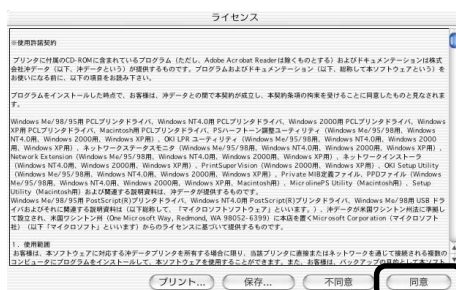 ライセンス
※使用許諾契約
プリンタに付属のCD-ROMに含まれているプログラム（ただし、Adobe Acrobat Readerは除くものとする）およびドキュメンテーションは株式
会社沖データ（以下、沖データという）が提供するものです。プログラムおよびドキュメンテーション（以下、総称して本ソフトウェアという）を
お使いになる前に、以下の項目をお読み下さい。
プログラムをインストールした時点で、お客様は、沖データとの間で本契約が成立し、本契約条項の拘束を受けることに同意したものと見なされま
す。
Windows Me/98/95用 PCLプリンタドライバ、Windows NT4.0用 PCLプリンタドライバ、Windows 2000用 PCLプリンタドライバ、Windows
XP用 PCLプリンタドライバ、Macintosh用 PCLプリンタドライバ、PSハーフトーン調整ユーティリティ（Windows Me/95/98用、Windows
NT4.0用、Windows 2000用、Windows XP用）、OKI LPR ユーティリティ（Windows Me/95/98用、Windows NT4.0用、Windows 2000
用、Windows XP用）、ネットワークステータスモニタ（Windows Me/95/98用、Windows NT4.0用、Windows 2000用、Windows XP用）、
Network Extension（Windows Me/95/98用、Windows NT4.0用、Windows 2000用、Windows XP用）、ネットワークインストーラ
（Windows NT4.0用、Windows 2000用、Windows XP用）、PrintSuperVision（Windows 2000用、Windows XP用）、OKI Setup Utility
（Windows Me/95/98用、Windows NT4.0用、Windows 2000用、Windows XP用）、Private MIB定義ファイル、PPDファイル（Windows
Me/95/98用、Windows NT4.0用、Windows 2000用、Windows XP用、Macintosh用）、MicrolinePS Utility（Macintosh用）、Setup
Utility（Macintosh用）および関連する説明資料は、沖データが提供するものです。
Windows Me/98/95用 PostScript(R)プリンタドライバ、Windows NT4.0用 PostScript(R)プリンタドライバ、Windows Me/98用 USB ドラ
イバおよびそれに関連する説明資料は（以下総称して、「マイクロソフトソフトウェア」といいます。）、沖データが米国ワシントン州法に準拠し
て設立され、米国ワシントン州（One Microsoft Way, Redmond, WA 98052-6399）に本店を置くMicrosoft Corporation（マイクロソフト
社）（以下「マイクロソフト」といいます）からのライセンスに基づいて提供するものです。
1．使用範囲
お客様は、本ソフトウェアに対応する沖データプリンタを所有する場合に限り、当該プリンタに直接またはネットワークを通じて接続される複数の
コンピュータにプログラムをインストールして、本ソフトウェアを使用することができます。また、お客様は、バックアップの目的として本ソフト
プリント... 保存... 不同意 同意